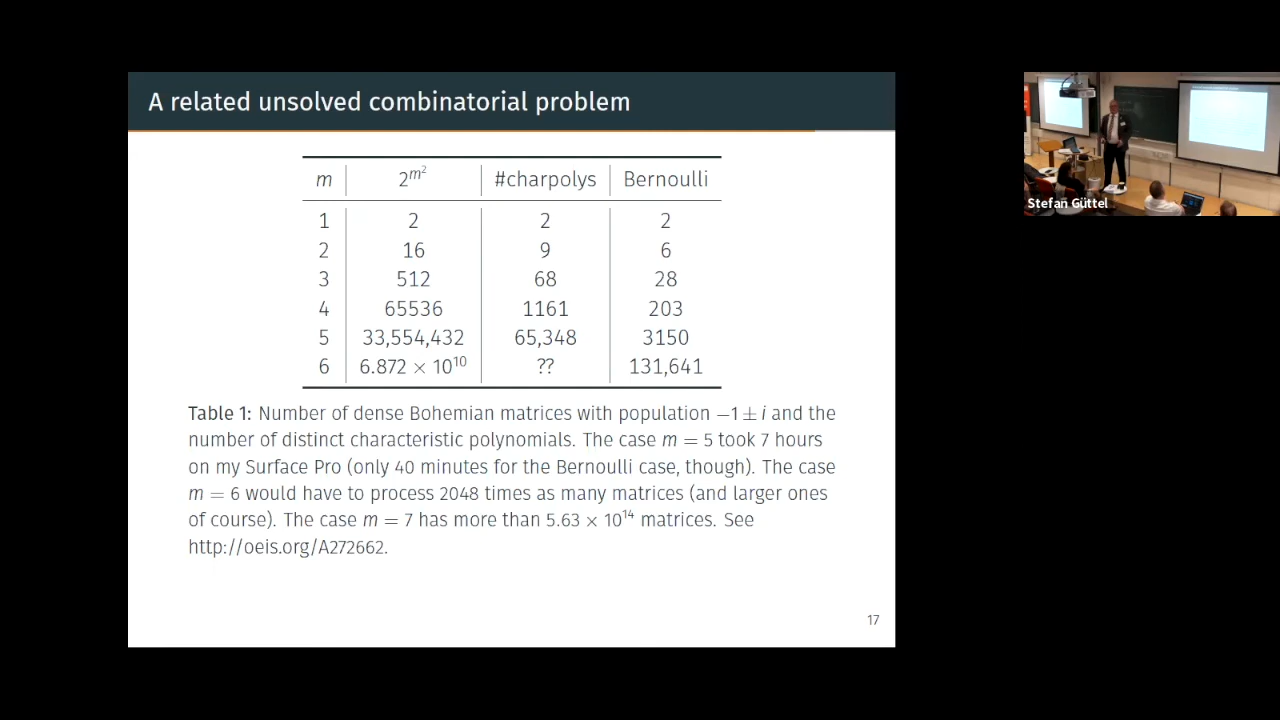 A related unsolved combinatorial problem
m 2^{m^2} #charpolys Bernoulli
1 2 2 2
2 16 9 6
3 512 68 28
4 65536 1161 203
5 33,554,432 65,348 3150
6 6.872 × 10^{10} ?? 131,641
Table 1: Number of dense Bohemian matrices with population −1 ± i and the
number of distinct characteristic polynomials. The case m = 5 took 7 hours
on my Surface Pro (only 40 minutes for the Bernoulli case, though). The case
m = 6 would have to process 2048 times as many matrices (and larger ones
of course). The case m = 7 has more than 5.63 × 10^{14} matrices. See
http://oeis.org/A272662.
17
Stefan Güttel